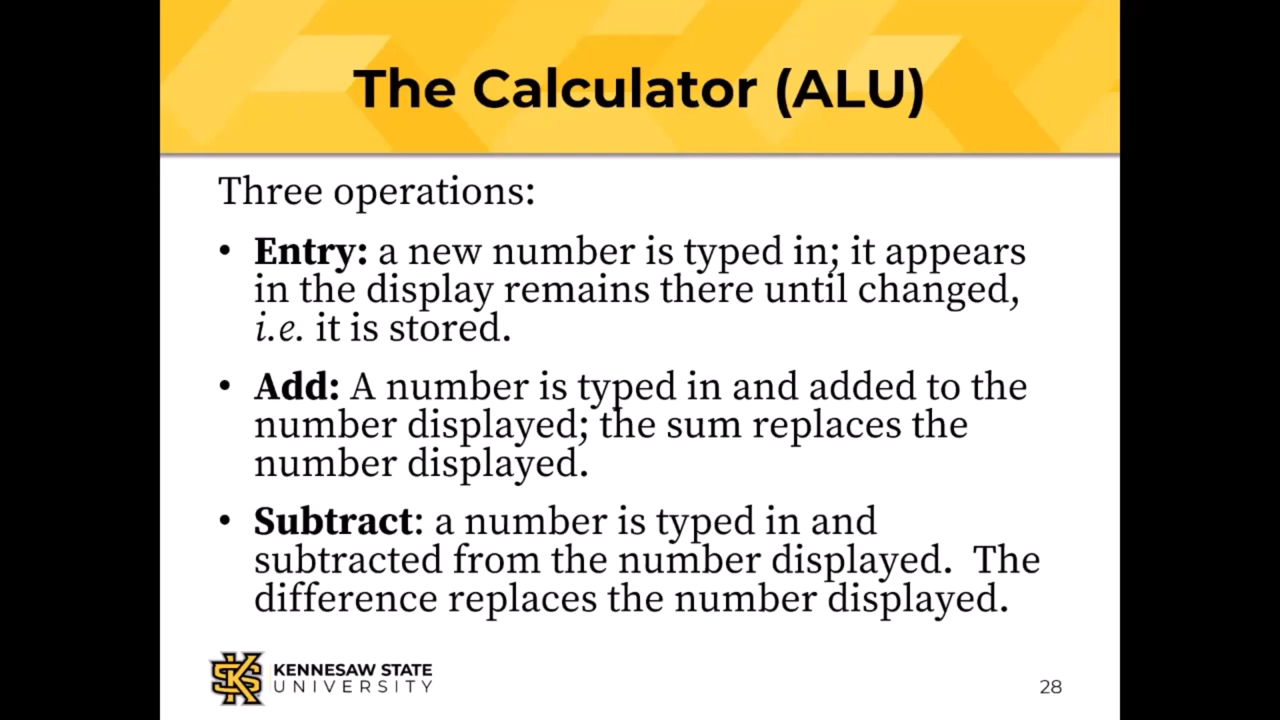 The Calculator (ALU)
Three operations:
• Entry: a new number is typed in; it appears
in the display remains there until changed,
i.e. it is stored.
• Add: A number is typed in and added to the
number displayed; the sum replaces the
number displayed.
• Subtract: a number is typed in and
subtracted from the number displayed.  The
difference replaces the number displayed.
KS
KENNESAW STATE
UNIVERSITY
28